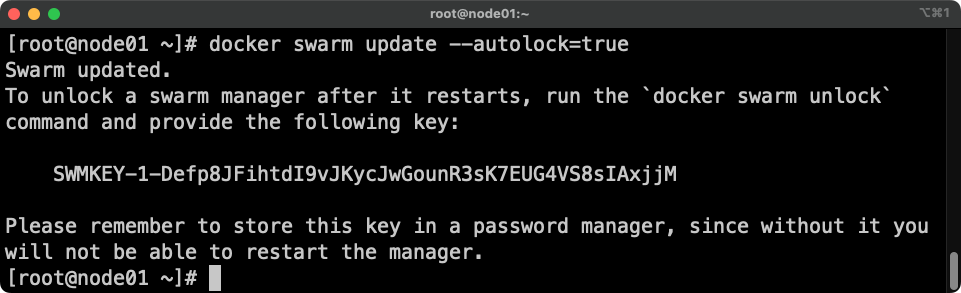 root@node01:~
⌥⌘1
[root@node01 ~]# docker swarm update --autolock=true
Swarm updated.
To unlock a swarm manager after it restarts, run the `docker swarm unlock`
command and provide the following key:
SWMKEY-1-Defp8JFihtdI9vJKycJwGounR3sK7EUG4VS8sIAxjjM
Please remember to store this key in a password manager, since without it you
will not be able to restart the manager.
[root@node01 ~]#